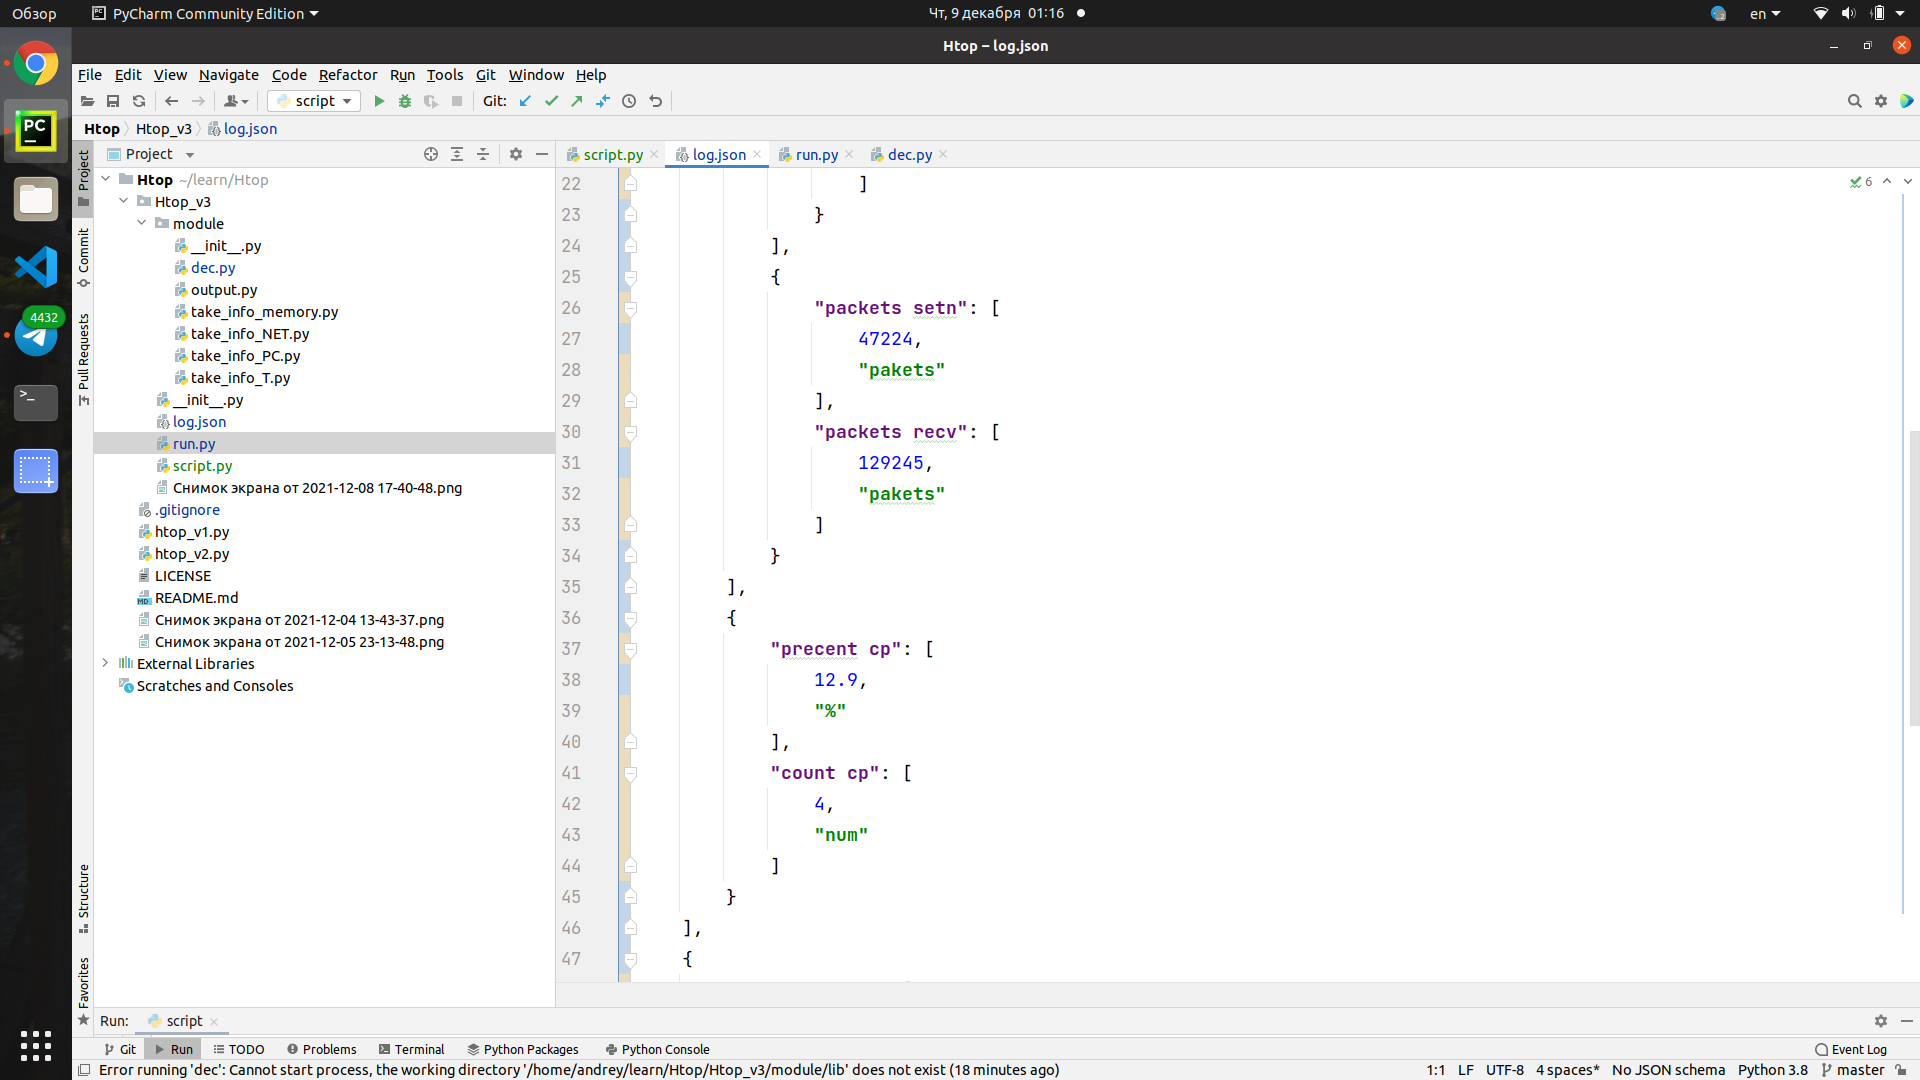 Обзор
PyCharm Community Edition
Чт, 9 декабря 01:16
en
Htop – log.json
File Edit View Navigate Code Refactor Run Tools Git Window Help
script
Git:
Htop Htop_v3 log.json
Project
script.py
log.json
run.py
dec.py
Htop ~/learn/Htop
Htop_v3
module
__init__.py
dec.py
output.py
take_info_memory.py
take_info_NET.py
take_info_PC.py
take_info_T.py
__init__.py
log.json
run.py
script.py
Снимок экрана от 2021-12-08 17-40-48.png
.gitignore
htop_v1.py
htop_v2.py
LICENSE
README.md
Снимок экрана от 2021-12-04 13-43-37.png
Снимок экрана от 2021-12-05 23-13-48.png
External Libraries
Scratches and Consoles
Project
Commit
Pull Requests
Structure
Favorites
PC
4432
>_
6
22 ]
23 }
24 ],
25 {
26 "packets setn": [
27 47224,
28 "pakets"
29 ],
30 "packets recv": [
31 129245,
32 "pakets"
33 ]
34 }
35 ],
36 {
37 "precent cp": [
38 12.9,
39 "%"
40 ],
41 "count cp": [
42 4,
43 "num"
44 ]
45 }
46 ],
47 {
Run: script
Git Run TODO Problems Terminal Python Packages Python Console Event Log
Error running 'dec': Cannot start process, the working directory '/home/andrey/learn/Htop/Htop_v3/module/lib' does not exist (18 minutes ago)
1:1 LF UTF-8 4 spaces* No JSON schema Python 3.8 master